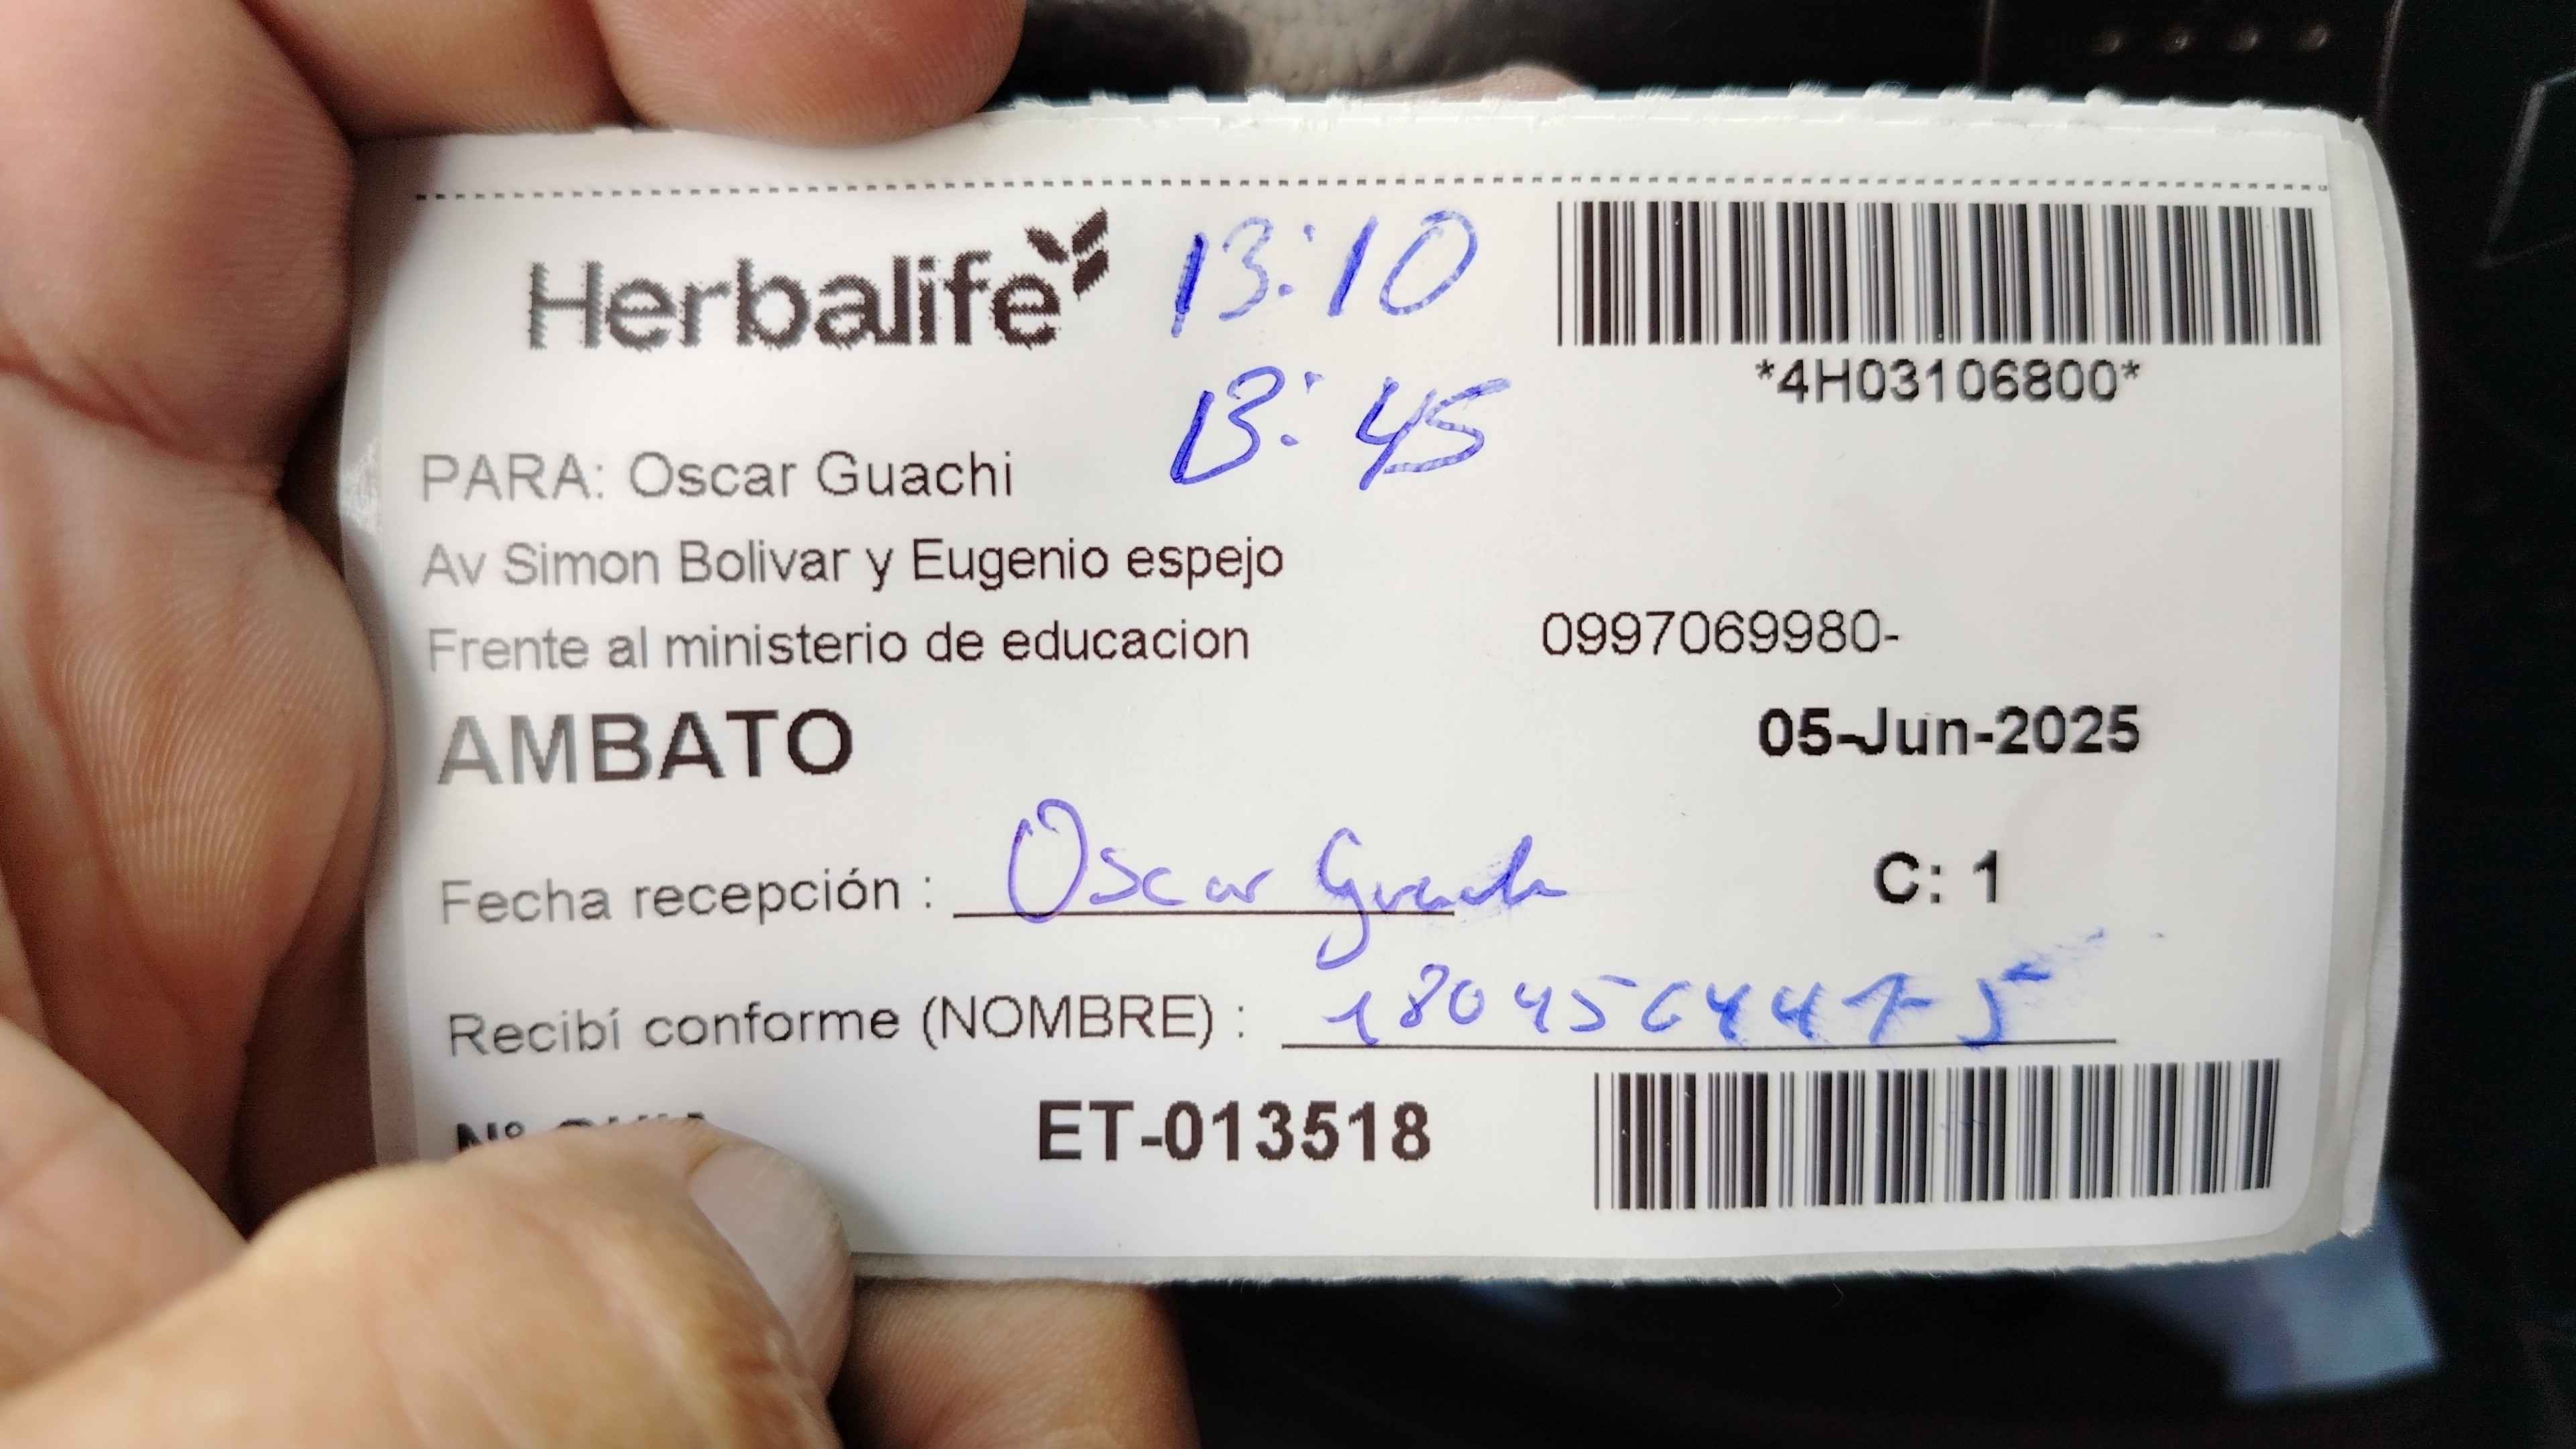 Herbalife
13:10
13:45
*4H03106800*
PARA: Oscar Guachi
Av Simon Bolivar y Eugenio espejo
Frente al ministerio de educacion
0997069980-
AMBATO
05-Jun-2025
Fecha recepción : Oscar
C: 1
Recibí conforme (NOMBRE) :
Nº
ET-013518